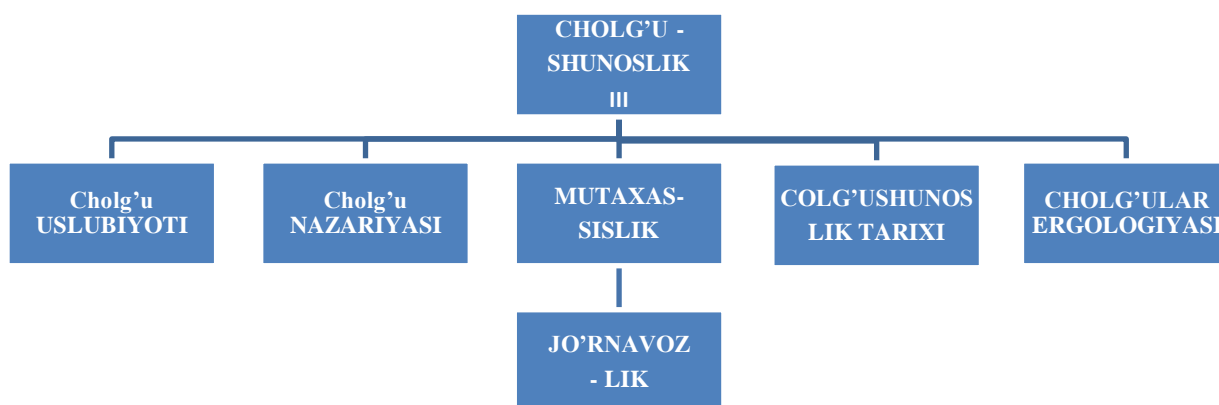 CHOLG’U -
SHUNOSLIK
III
Cholg’u
USLUBIYOTI
Cholg’u
NAZARIYASI
MUTAXAS-
SISLIK
COLG’USHUNOS
LIK TARIXI
CHOLG’ULAR
ERGOLOGIYASI
JO’RNAVOZ
- LIK